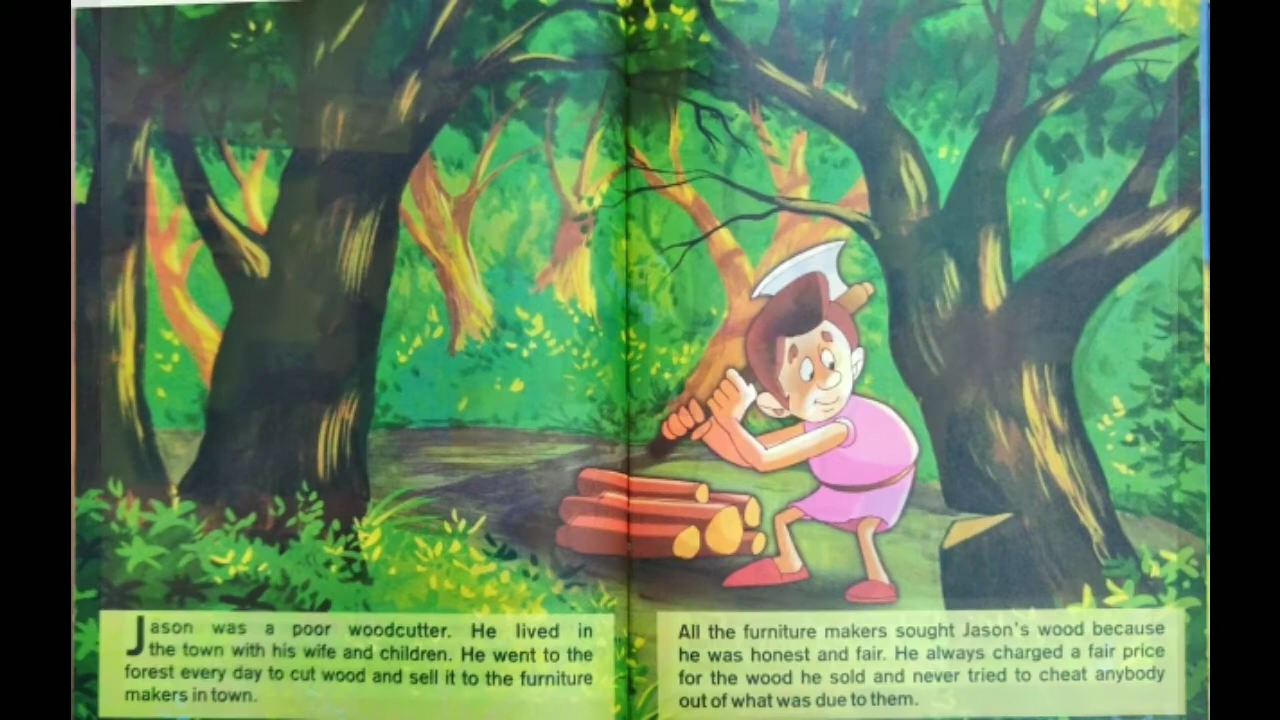 Jason was a poor woodcutter. He lived in
the town with his wife and children. He went to the
forest every day to cut wood and sell it to the furniture
makers in town.
All the furniture makers sought Jason's wood because
he was honest and fair. He always charged a fair price
for the wood he sold and never tried to cheat anybody
out of what was due to them.